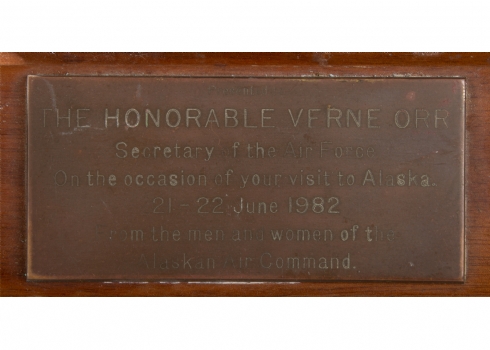 THE HONORABLE VERNE ORR
Secretary of the Air Force
On the occasion of your visit to Alaska.
21-22 June 1982
From the men and women of the
Alaskan Air Command.